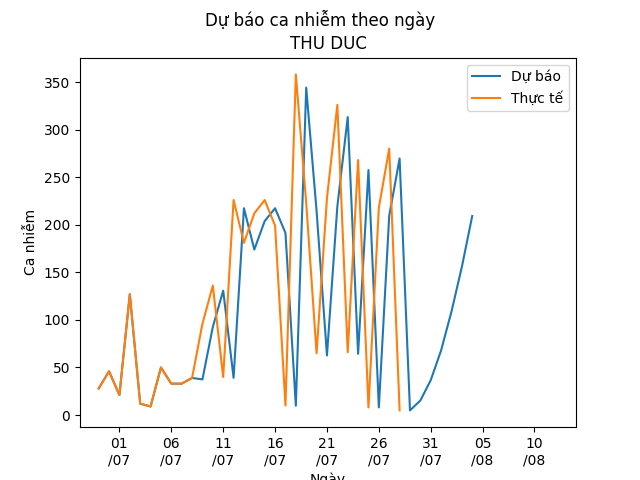 Dự báo ca nhiễm theo ngày
THU DUC
Dự báo
Thực tế
Ca nhiễm
350
300
250
200
150
100
50
0
01 06 11 16 21 26 31 05 10
/07 /07 /07 /07 /07 /07 /07 /08 /08
Ngày